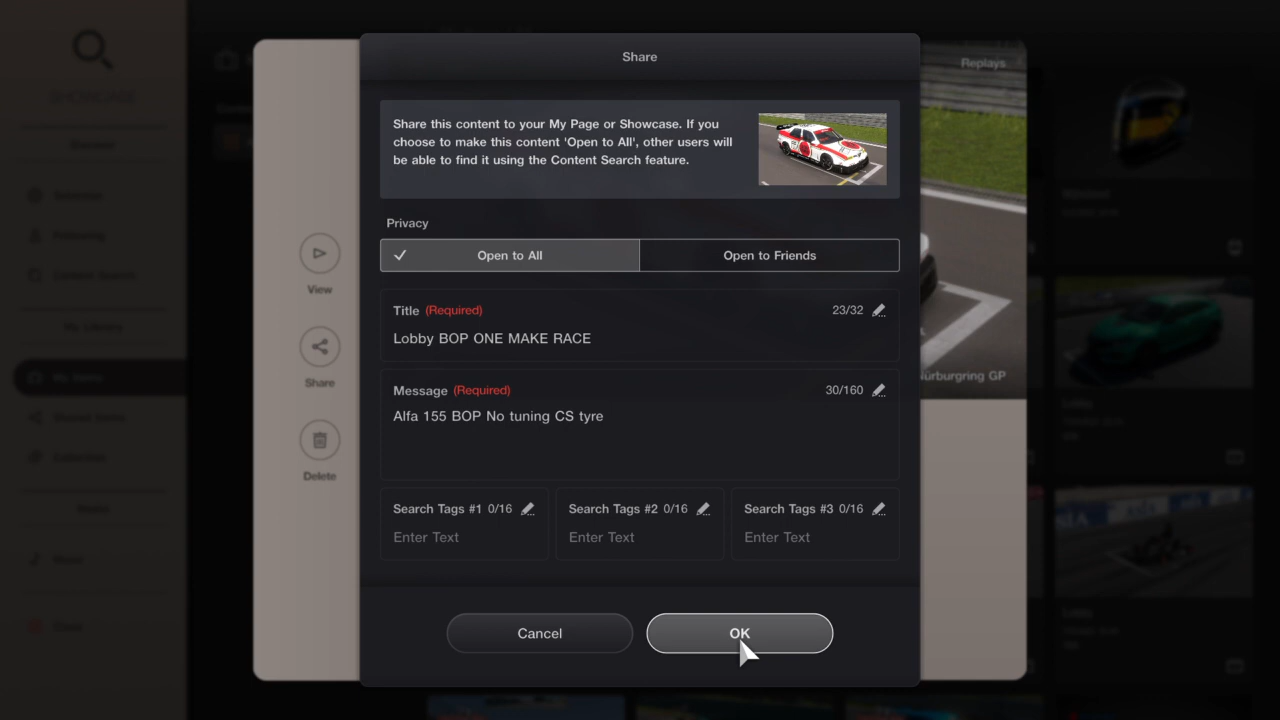 Share
Replays
Share this content to your My Page or Showcase. If you
choose to make this content 'Open to All', other users will
be able to find it using the Content Search feature.
Privacy
Open to All
Open to Friends
View
Title (Required)
23/32
Lobby BOP ONE MAKE RACE
Share
Nürburgring GP
Message (Required)
30/160
Alfa 155 BOP No tuning CS tyre
Delete
Search Tags #1 0/16
Search Tags #2 0/16
Search Tags #3 0/16
Enter Text
Enter Text
Enter Text
Cancel
OK